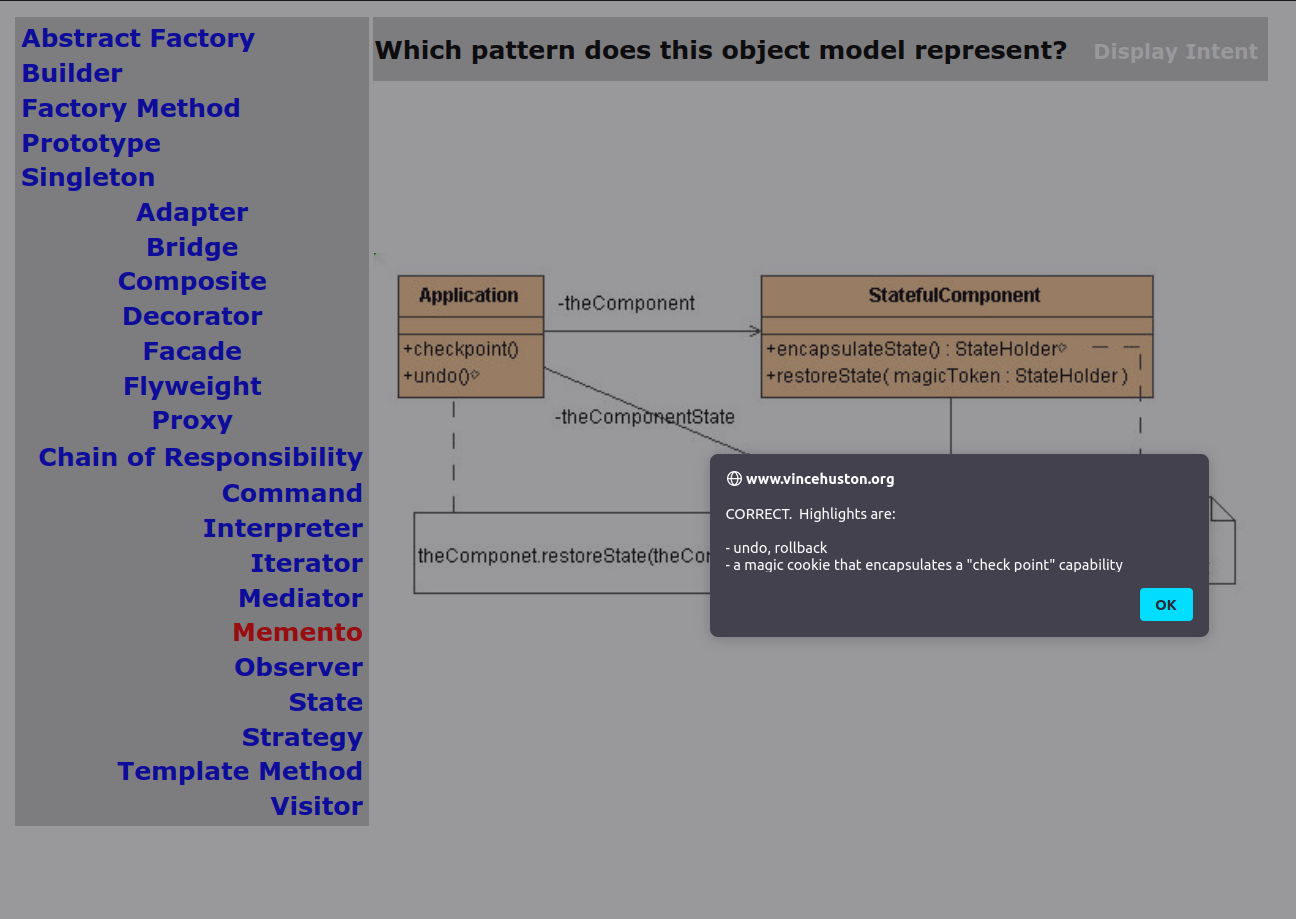 Abstract Factory
Builder
Factory Method
Prototype
Singleton
Adapter
Bridge
Composite
Decorator
Facade
Flyweight
Proxy
Chain of Responsibility
Command
Interpreter
Iterator
Mediator
Memento
Observer
State
Strategy
Template Method
Visitor
Which pattern does this object model represent? Display Intent
Application
+checkpoint()
+undo()
-theComponent
-theComponentState
StatefulComponent
+encapsulateState() : StateHolder
+restoreState( magicToken : StateHolder )
theComponet.restoreState(theCo
www.vincehuston.org
CORRECT.  Highlights are:
- undo, rollback
- a magic cookie that encapsulates a "check point" capability
OK